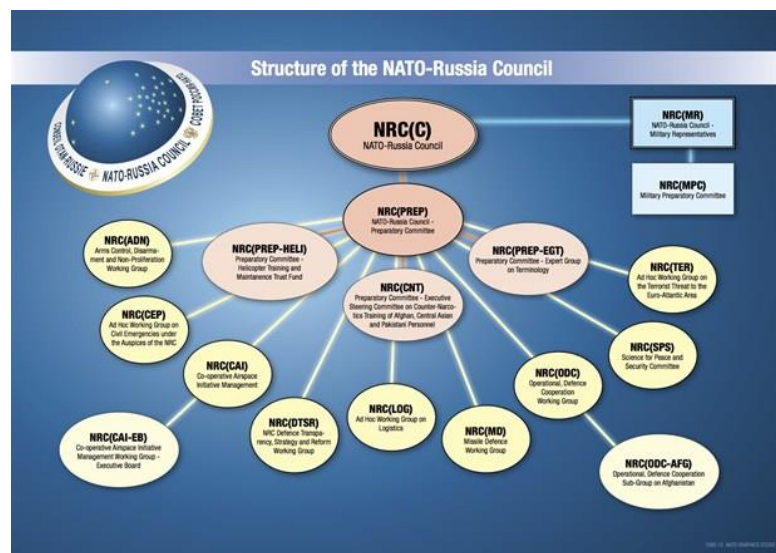 Structure of the NATO-Russia Council
CONSEIL OTAN-RUSSIE
NATO-RUSSIA COUNCIL
СОВЕТ РОССИЯ-НАТО
NRC(C)
NATO-Russia Council
NRC(MR)
NATO-Russia Council -
Military Representatives
NRC(MPC)
Military Preparatory Committee
NRC(PREP)
NATO-Russia Council -
Preparatory Committee
NRC(ADN)
Arms Control, Disarma-
ment and Non-Proliferation
Working Group
NRC(PREP-HELI)
Preparatory Committee -
Helicopter Training and
Maintanence Trust Fund
NRC(PREP-EGT)
Preparatory Committee - Expert
Group on Terminology
NRC(TER)
Ad Hoc Working Group on
the Terrorist Threat to the
Euro-Atlantic Area
NRC(CNT)
Preparatory Committee - Executive
Steering Committee on Counter-Narco-
tics Training of Afghan, Central Asian
and Pakistani Personnel
NRC(CEP)
Ad Hoc Working Group on
Civil Emergencies under
the Auspices of the NRC
NRC(SPS)
Science for Peace and
Security Committee
NRC(CAI)
Co-operative Airspace
Initiative Management
NRC(ODC)
Operational, Defence
Cooperation
Working Group
NRC(DTSR)
NRC Defence Transpa-
rency, Strategy and Reform
Working Group
NRC(LOG)
Ad Hoc Working Group on
Logistics
NRC(MD)
Missile Defence
Working Group
NRC(CAI-EB)
Co-operative Airspace Initiative
Management Working Group -
Executive Board
NRC(ODC-AFG)
Operational, Defence Cooperation
Sub-Group on Afghanistan